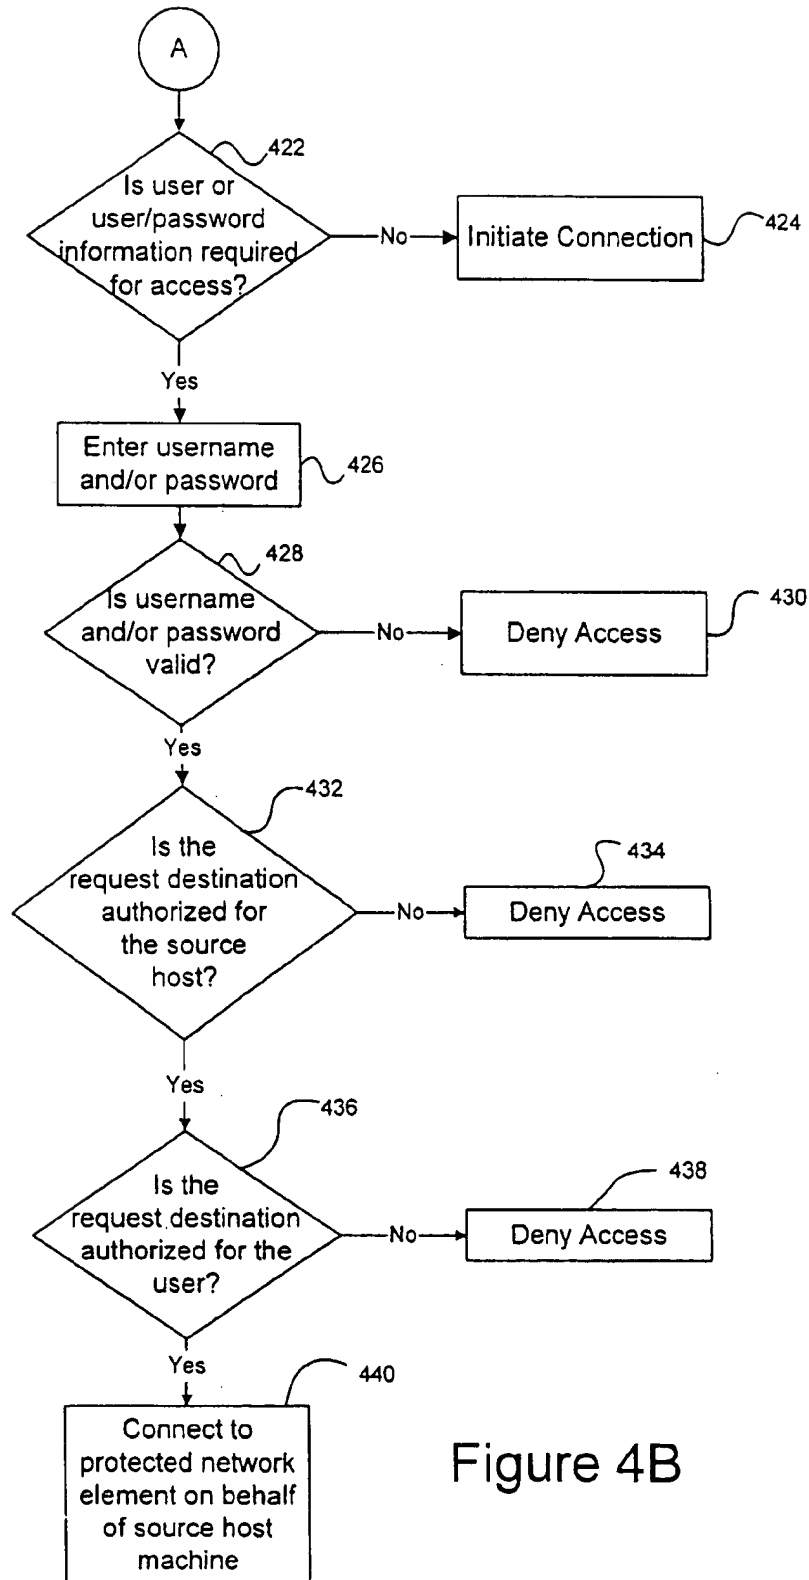 A
422
Is user or
user/password
information required
for access?
No
Initiate Connection
424
Yes
Enter username
and/or password
426
428
Is username
and/or password
valid?
No
Deny Access
430
Yes
432
Is the
request destination
authorized for
the source
host?
No
Deny Access
434
Yes
436
Is the
request destination
authorized for the
user?
No
Deny Access
438
Yes
440
Connect to
protected network
element on behalf
of source host
machine
Figure 4B